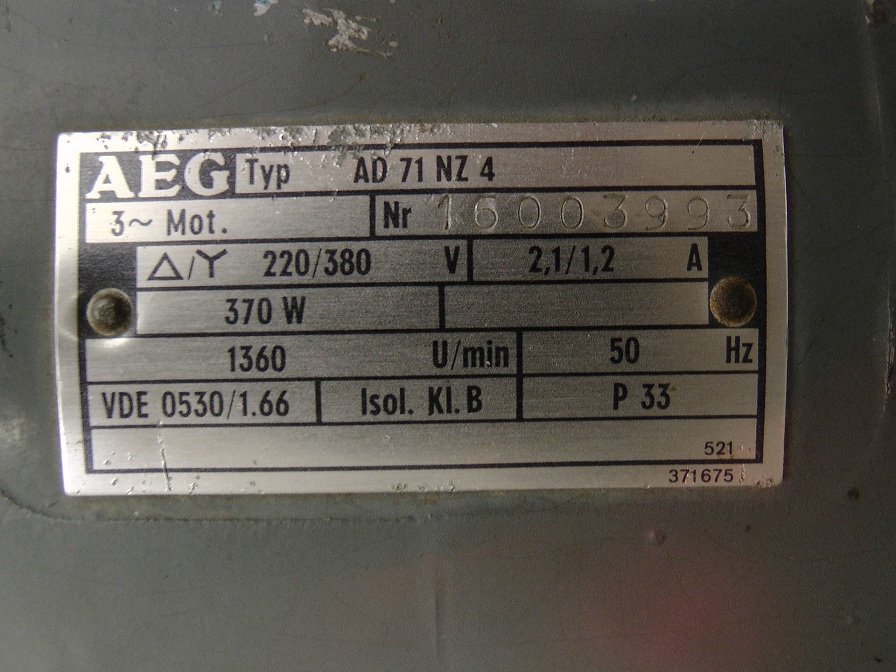 AEG Typ AD 71 NZ 4
3~ Mot. Nr 16003993
△/Y 220/380 V 2,1/1,2 A
370 W
1360 U/min 50 Hz
VDE 0530/1.66 Isol. Kl. B P 33
521
371675